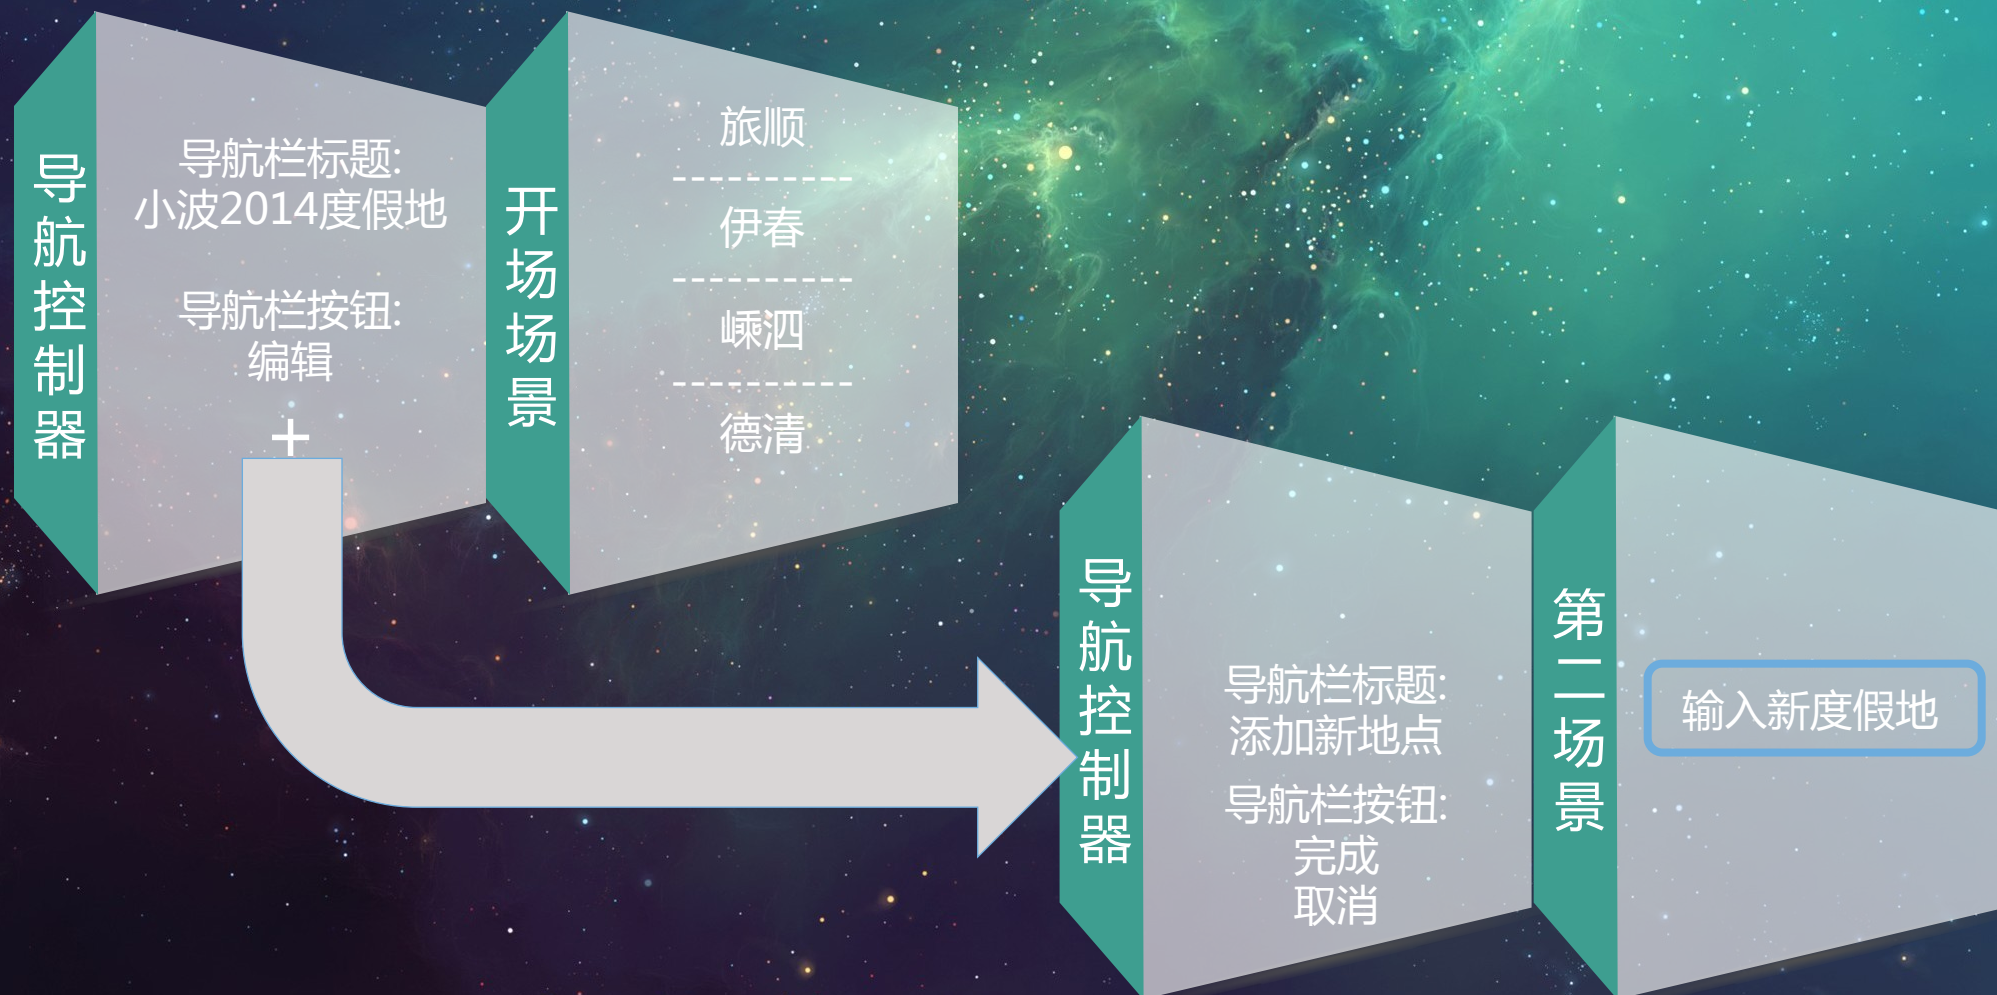 导航控制器
导航栏标题:
小波2014度假地
导航栏按钮:
编辑
+
开场场景
旅顺
伊春
嵊泗
德清
导航控制器
导航栏标题:
添加新地点
导航栏按钮:
完成
取消
第二场景
输入新度假地